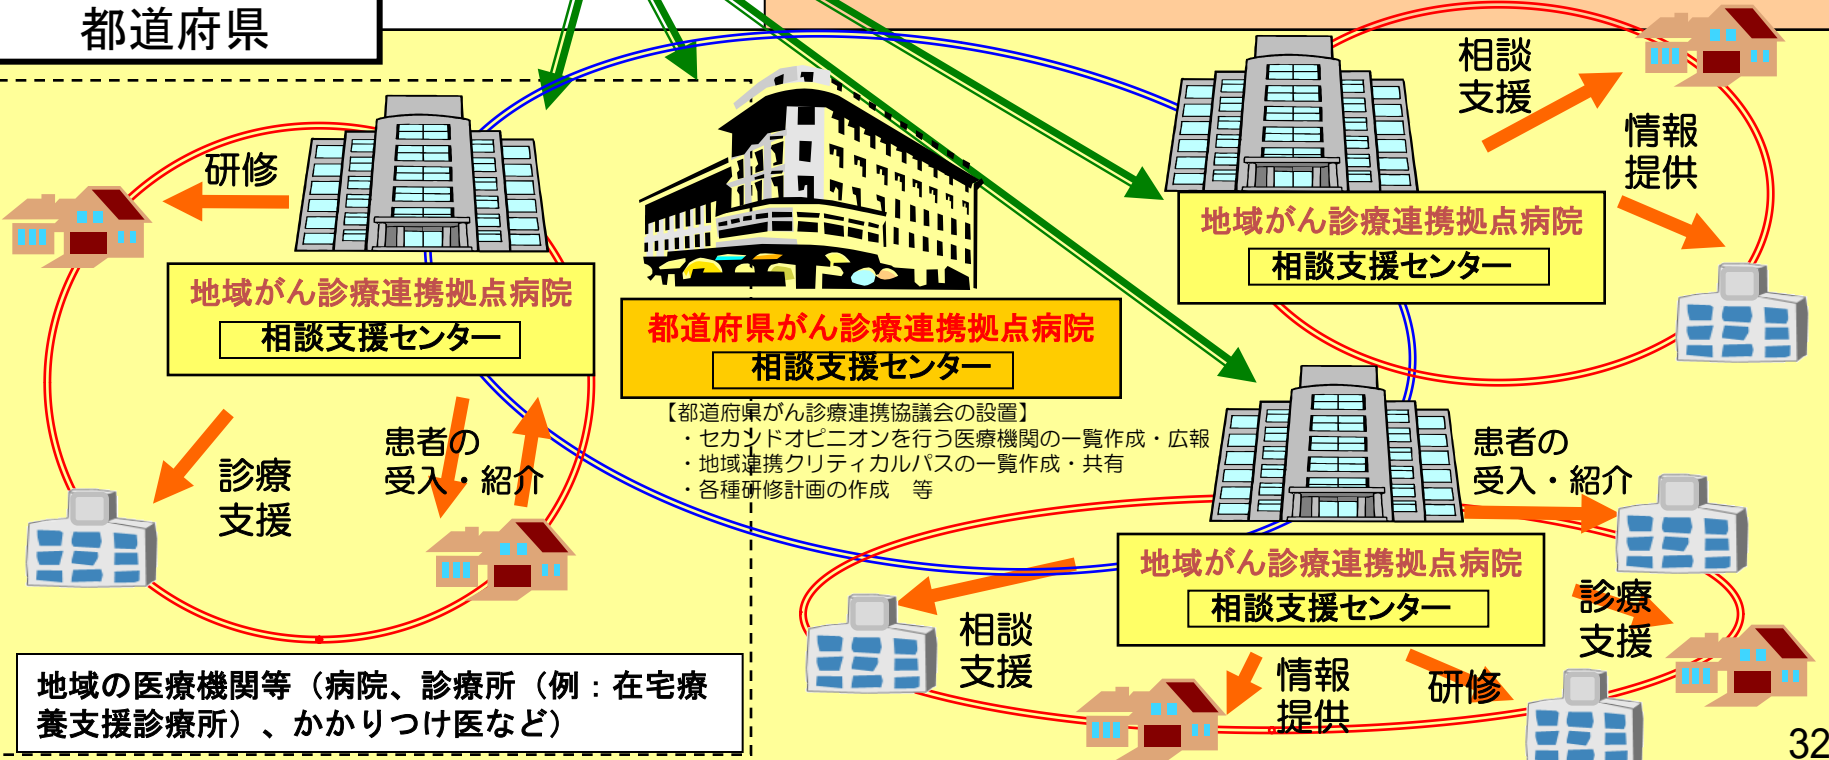 都道府県
研修
地域がん診療連携拠点病院
相談支援センター
診療
支援
患者の
受入・紹介
地域の医療機関等（病院、診療所（例：在宅療
養支援診療所）、かかりつけ医など）
都道府県がん診療連携拠点病院
相談支援センター
【都道府県がん診療連携協議会の設置】
・セカンドオピニオンを行う医療機関の一覧作成・広報
・地域連携クリティカルパスの一覧作成・共有
・各種研修計画の作成　等
相談
支援
情報
提供
地域がん診療連携拠点病院
相談支援センター
患者の
受入・紹介
地域がん診療連携拠点病院
相談支援センター
診療
支援
相談
支援
情報
提供
研修
32